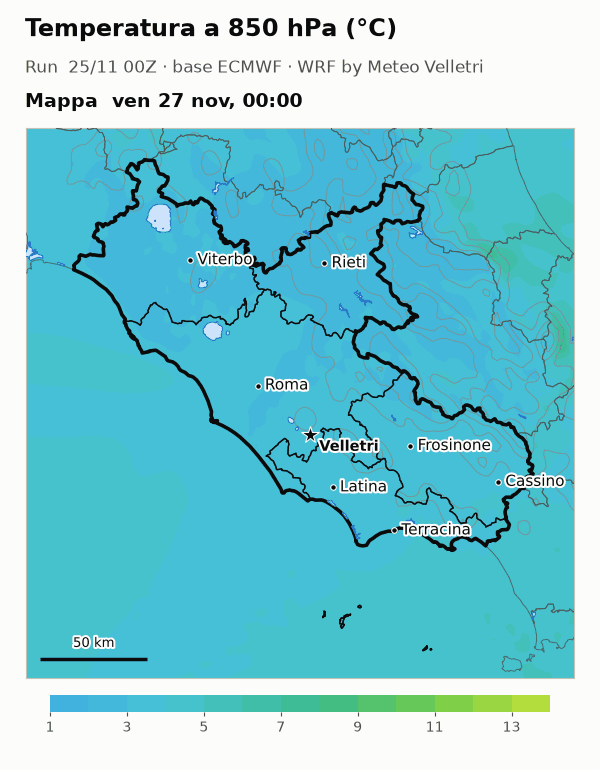 Temperatura a 850 hPa (°C)
Run  25/11 00Z · base ECMWF · WRF by Meteo Velletri
Mappa  ven 27 nov, 00:00
Viterbo
Rieti
Roma
Velletri
Frosinone
Latina
Cassino
Terracina
50 km
1 3 5 7 9 11 13